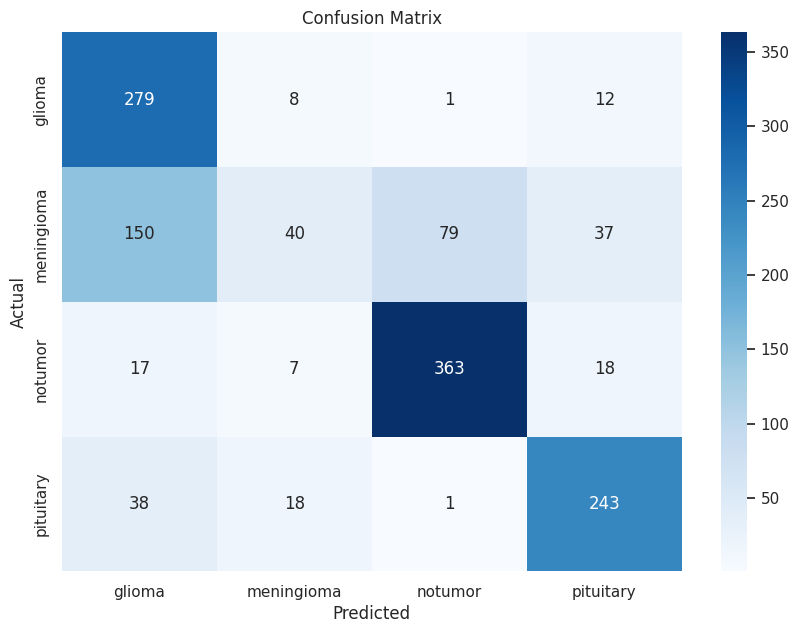 Confusion Matrix
glioma
279
8
1
12
meningioma
150
40
79
37
notumor
17
7
363
18
pituitary
38
18
1
243
Actual
glioma
meningioma
notumor
pituitary
Predicted
350
300
250
200
150
100
50